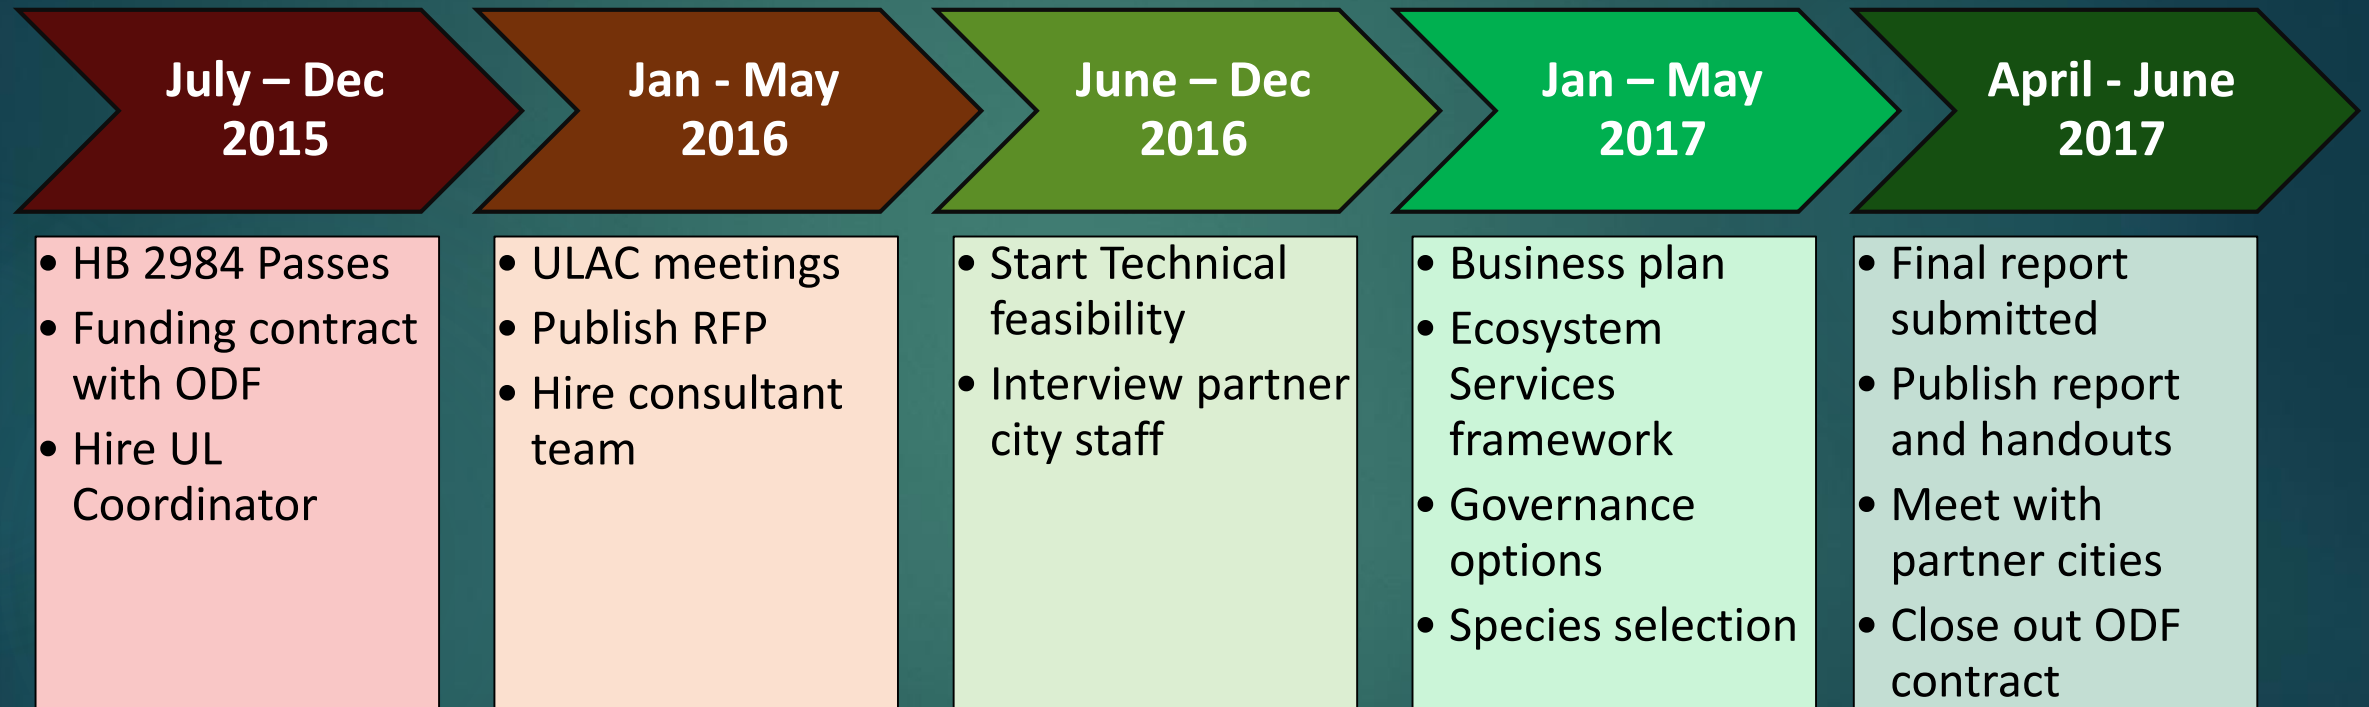 July – Dec
2015
Jan - May
2016
June – Dec
2016
Jan – May
2017
April - June
2017
• HB 2984 Passes
• Funding contract
with ODF
• Hire UL
Coordinator
• ULAC meetings
• Publish RFP
• Hire consultant
team
• Start Technical
feasibility
• Interview partner
city staff
• Business plan
• Ecosystem
Services
framework
• Governance
options
• Species selection
• Final report
submitted
• Publish report
and handouts
• Meet with
partner cities
• Close out ODF
contract